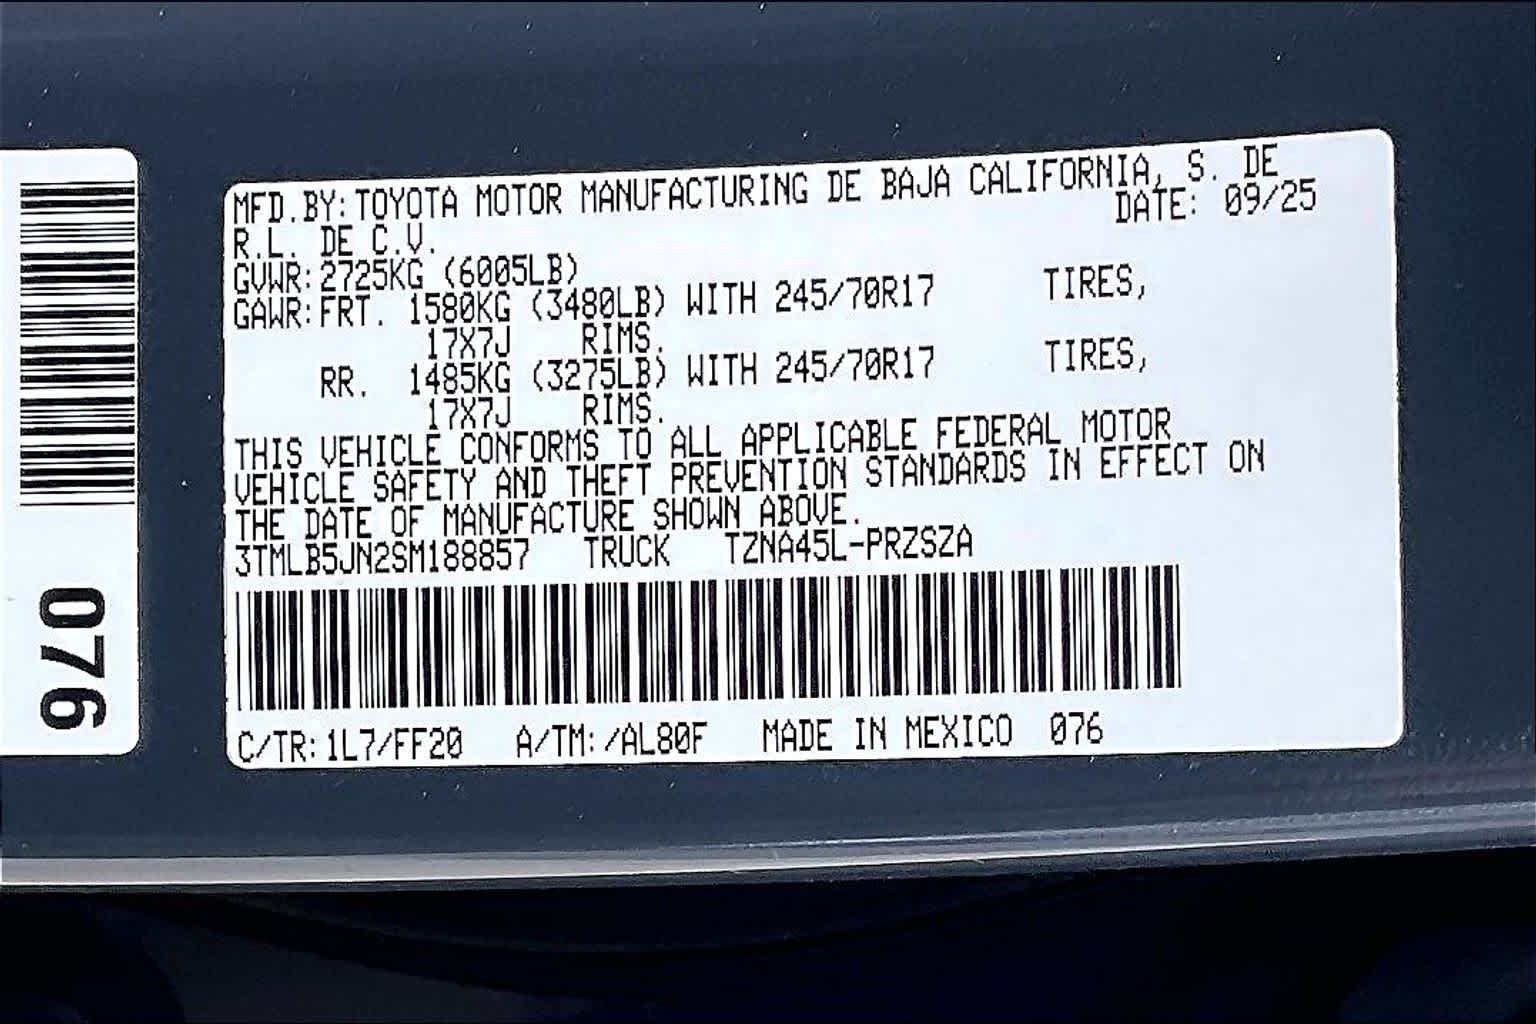 MFD.BY:TOYOTA MOTOR MANUFACTURING DE BAJA CALIFORNIA, S. DE
R.L. DE C.V. DATE: 09/25
GVWR:2725KG (6005LB)
GAWR:FRT. 1580KG (3480LB) WITH 245/70R17 TIRES,
17X7J RIMS.
RR. 1485KG (3275LB) WITH 245/70R17 TIRES,
17X7J RIMS.
THIS VEHICLE CONFORMS TO ALL APPLICABLE FEDERAL MOTOR
VEHICLE SAFETY AND THEFT PREVENTION STANDARDS IN EFFECT ON
THE DATE OF MANUFACTURE SHOWN ABOVE.
3TMLB5JN2SM188857 TRUCK TZNA45L-PRZSZA
C/TR:1L7/FF20 A/TM:/AL80F MADE IN MEXICO 076
076